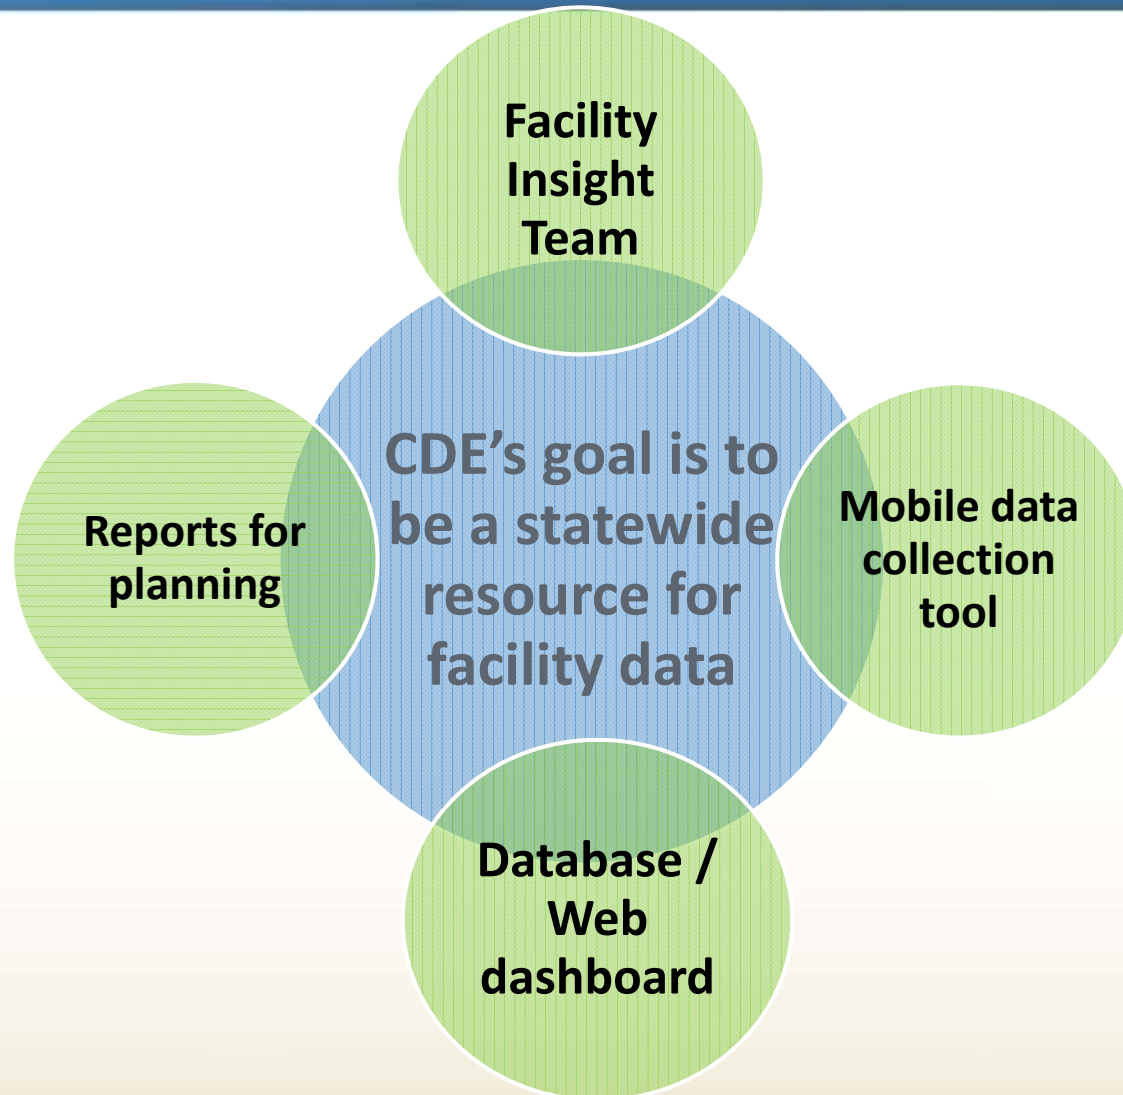 Facility
Insight
Team
CDE’s goal is to
be a statewide
resource for
facility data
Reports for
planning
Mobile data
collection
tool
Database /
Web
dashboard